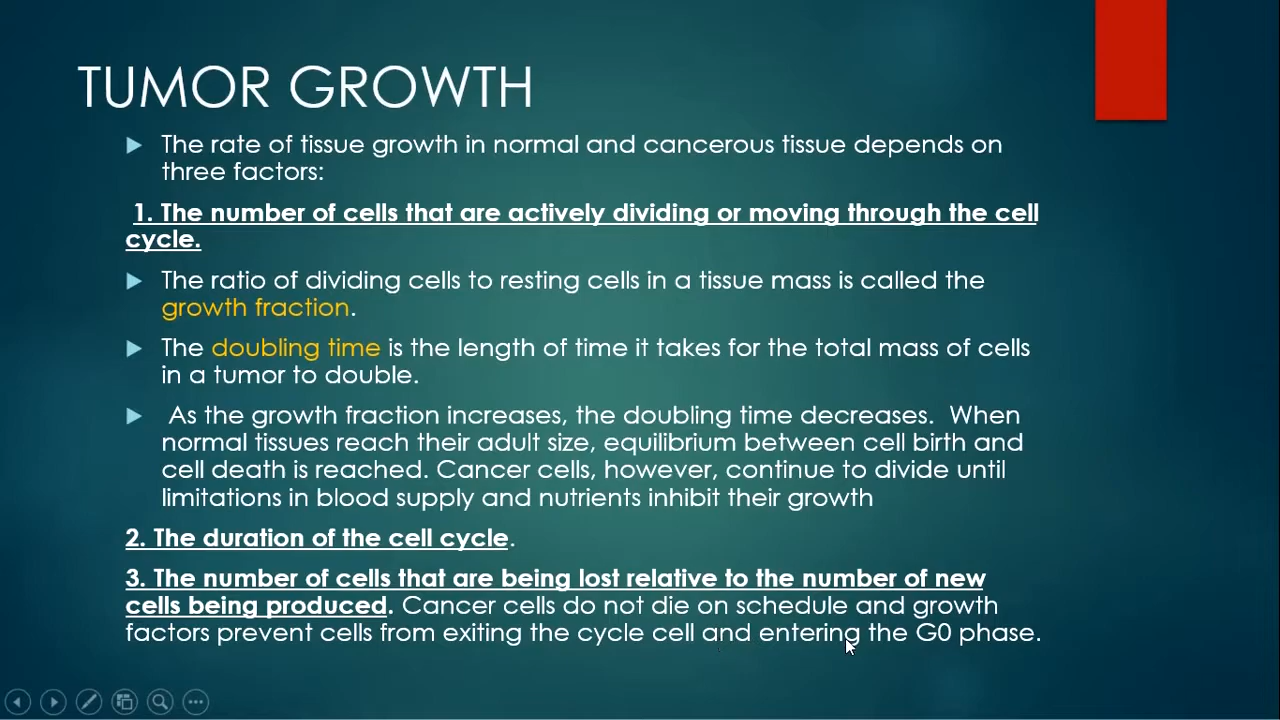 TUMOR GROWTH
The rate of tissue growth in normal and cancerous tissue depends on
three factors:
1. The number of cells that are actively dividing or moving through the cell
cycle.
The ratio of dividing cells to resting cells in a tissue mass is called the
growth fraction.
The doubling time is the length of time it takes for the total mass of cells
in a tumor to double.
As the growth fraction increases, the doubling time decreases.  When
normal tissues reach their adult size, equilibrium between cell birth and
cell death is reached. Cancer cells, however, continue to divide until
limitations in blood supply and nutrients inhibit their growth
2. The duration of the cell cycle.
3. The number of cells that are being lost relative to the number of new
cells being produced. Cancer cells do not die on schedule and growth
factors prevent cells from exiting the cycle cell and entering the G0 phase.